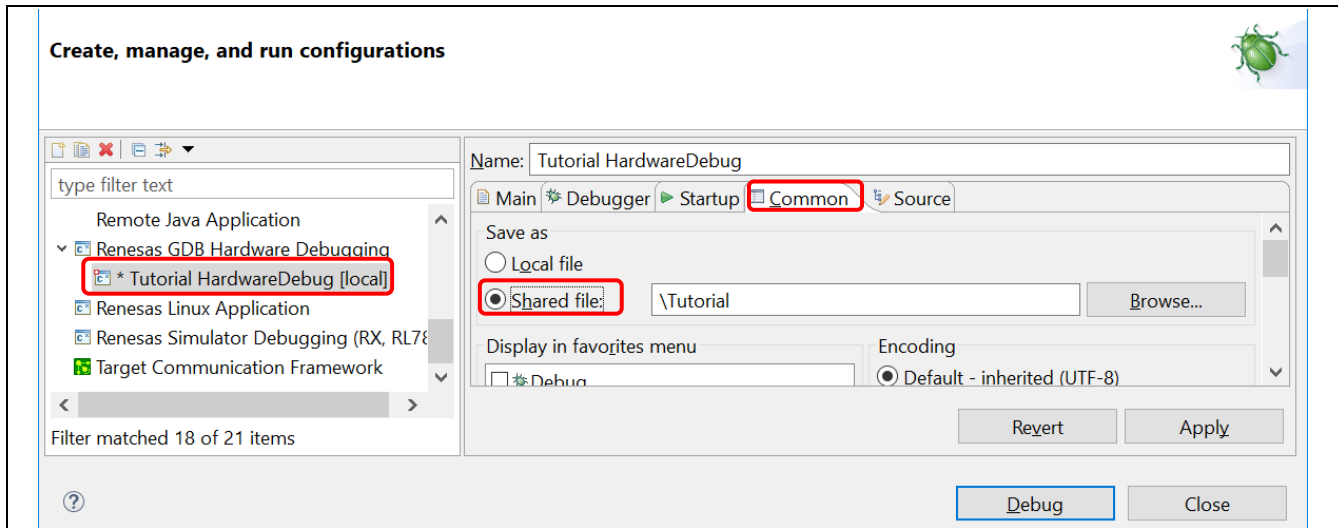 Create, manage, and run configurations
type filter text
Remote Java Application
Renesas GDB Hardware Debugging
* Tutorial HardwareDebug [local]
Renesas Linux Application
Renesas Simulator Debugging (RX, RL78
Target Communication Framework
Filter matched 18 of 21 items
Name: Tutorial HardwareDebug
Main Debugger Startup Common Source
Save as
Local file
Shared file: \Tutorial Browse...
Display in favorites menu Encoding
Debug Default - inherited (UTF-8)
Revert Apply
? Debug Close